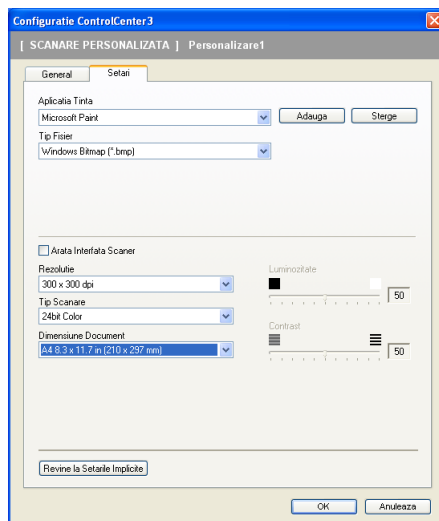 Configuratie ControlCenter3
[ SCANARE PERSONALIZATA ] Personalizare1
General Setari
Aplicatia Tinta
Microsoft Paint Adauga Sterge
Tip Fisier
Windows Bitmap (*.bmp)
Arata Interfata Scaner
Rezolutie Luminozitate
300 x 300 dpi 50
Tip Scanare
24bit Color
Dimensiune Document Contrast
A4 8.3 x 11.7 in (210 x 297 mm) 50
Revine la Setarile Implicite
OK Anuleaza